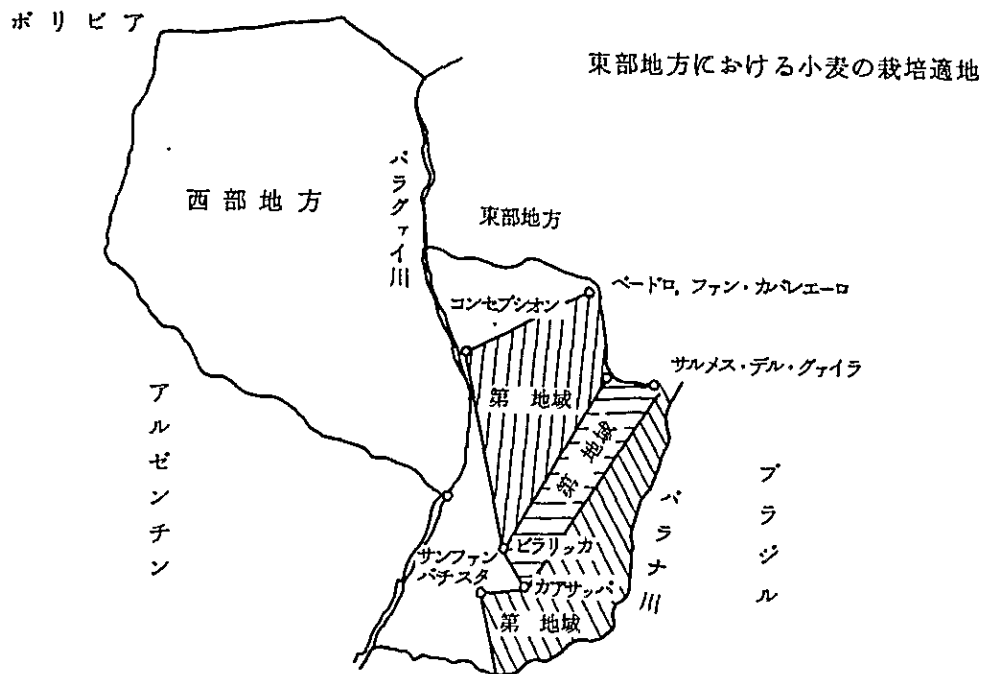 ボリビア
東部地方における小麦の栽培適地
西部地方
パラグァイ川
東部地方
ペードロ,ファン・カバレエーロ
コンセプシオン
サルメス・デル・グァイラ
第 地域
第 地域
アルゼンチン
ブラジル
パラナ川
ビラリッカ
サンファン
バチスタ
カアサッパ
第 地域